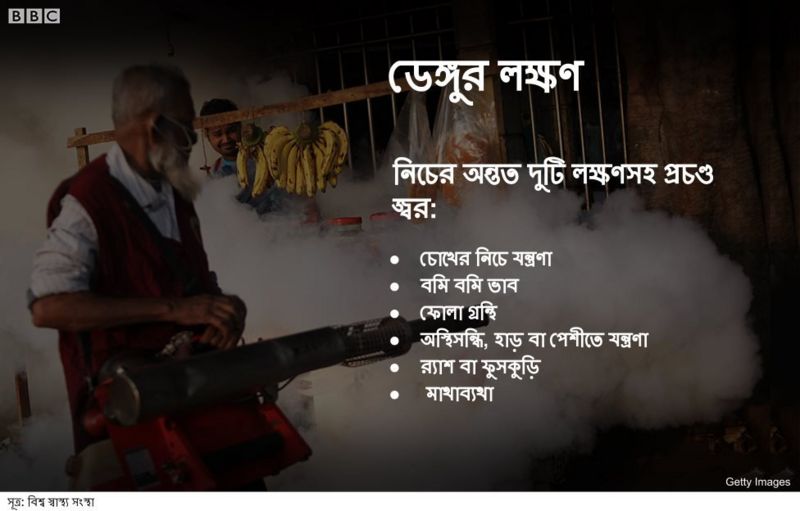 BBC
ডেঙ্গুর লক্ষণ
নিচের অন্তত দুটি লক্ষণসহ প্রচণ্ড
জ্বর:
● চোখের নিচে যন্ত্রণা
● বমি বমি ভাব
● ফোলা গ্রন্থি
● অস্থিসন্ধি, হাড় বা পেশীতে যন্ত্রণা
● র‍্যাশ বা ফুসকুড়ি
● মাথাব্যথা
Getty Images
সূত্র: বিশ্ব স্বাস্থ্য সংস্থা